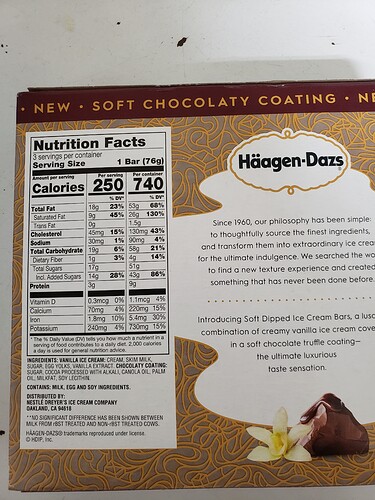 NEW • SOFT CHOCOLATY COATING • NE
Nutrition Facts
3 servings per container
Serving Size 1 Bar (76g)
Amount per serving Per serving Per container
Calories 250 740
% DV* % DV*
Total Fat 18g 23% 53g 68%
Saturated Fat 9g 45% 26g 130%
Trans Fat 0g 1.5g
Cholesterol 45mg 15% 130mg 43%
Sodium 30mg 1% 90mg 4%
Total Carbohydrate 19g 6% 58g 21%
Dietary Fiber 1g 3% 4g 14%
Total Sugars 17g 51g
Incl. Added Sugars 14g 28% 43g 86%
Protein 3g 9g
Vitamin D 0.3mcg 0% 1.1mcg 4%
Calcium 70mg 4% 220mg 15%
Iron 1.8mg 10% 5.4mg 30%
Potassium 240mg 4% 730mg 15%
* The % Daily Value (DV) tells you how much a nutrient in a
serving of food contributes to a daily diet. 2,000 calories
a day is used for general nutrition advice.
INGREDIENTS: VANILLA ICE CREAM: CREAM, SKIM MILK,
SUGAR, EGG YOLKS, VANILLA EXTRACT. CHOCOLATY COATING:
SUGAR, COCOA PROCESSED WITH ALKALI, CANOLA OIL, PALM
OIL, MILKFAT, SOY LECITHIN.
CONTAINS: MILK, EGG AND SOY INGREDIENTS.
DISTRIBUTED BY:
NESTLÉ DREYER'S ICE CREAM COMPANY
OAKLAND, CA 94618
**NO SIGNIFICANT DIFFERENCE HAS BEEN SHOWN BETWEEN
MILK FROM rBST TREATED AND NON-rBST TREATED COWS.
HÄAGEN-DAZS® trademarks reproduced under license.
© HDIP, Inc.
Häagen-Dazs®
Since 1960, our philosophy has been simple:
to thoughtfully source the finest ingredients,
and transform them into extraordinary ice crea
for the ultimate indulgence. We searched the wo
to find a new texture experience and created
something that has never been done before.
Introducing Soft Dipped Ice Cream Bars, a lus
combination of creamy vanilla ice cream cove
in a soft chocolate truffle coating—
the ultimate luxurious
taste sensation.